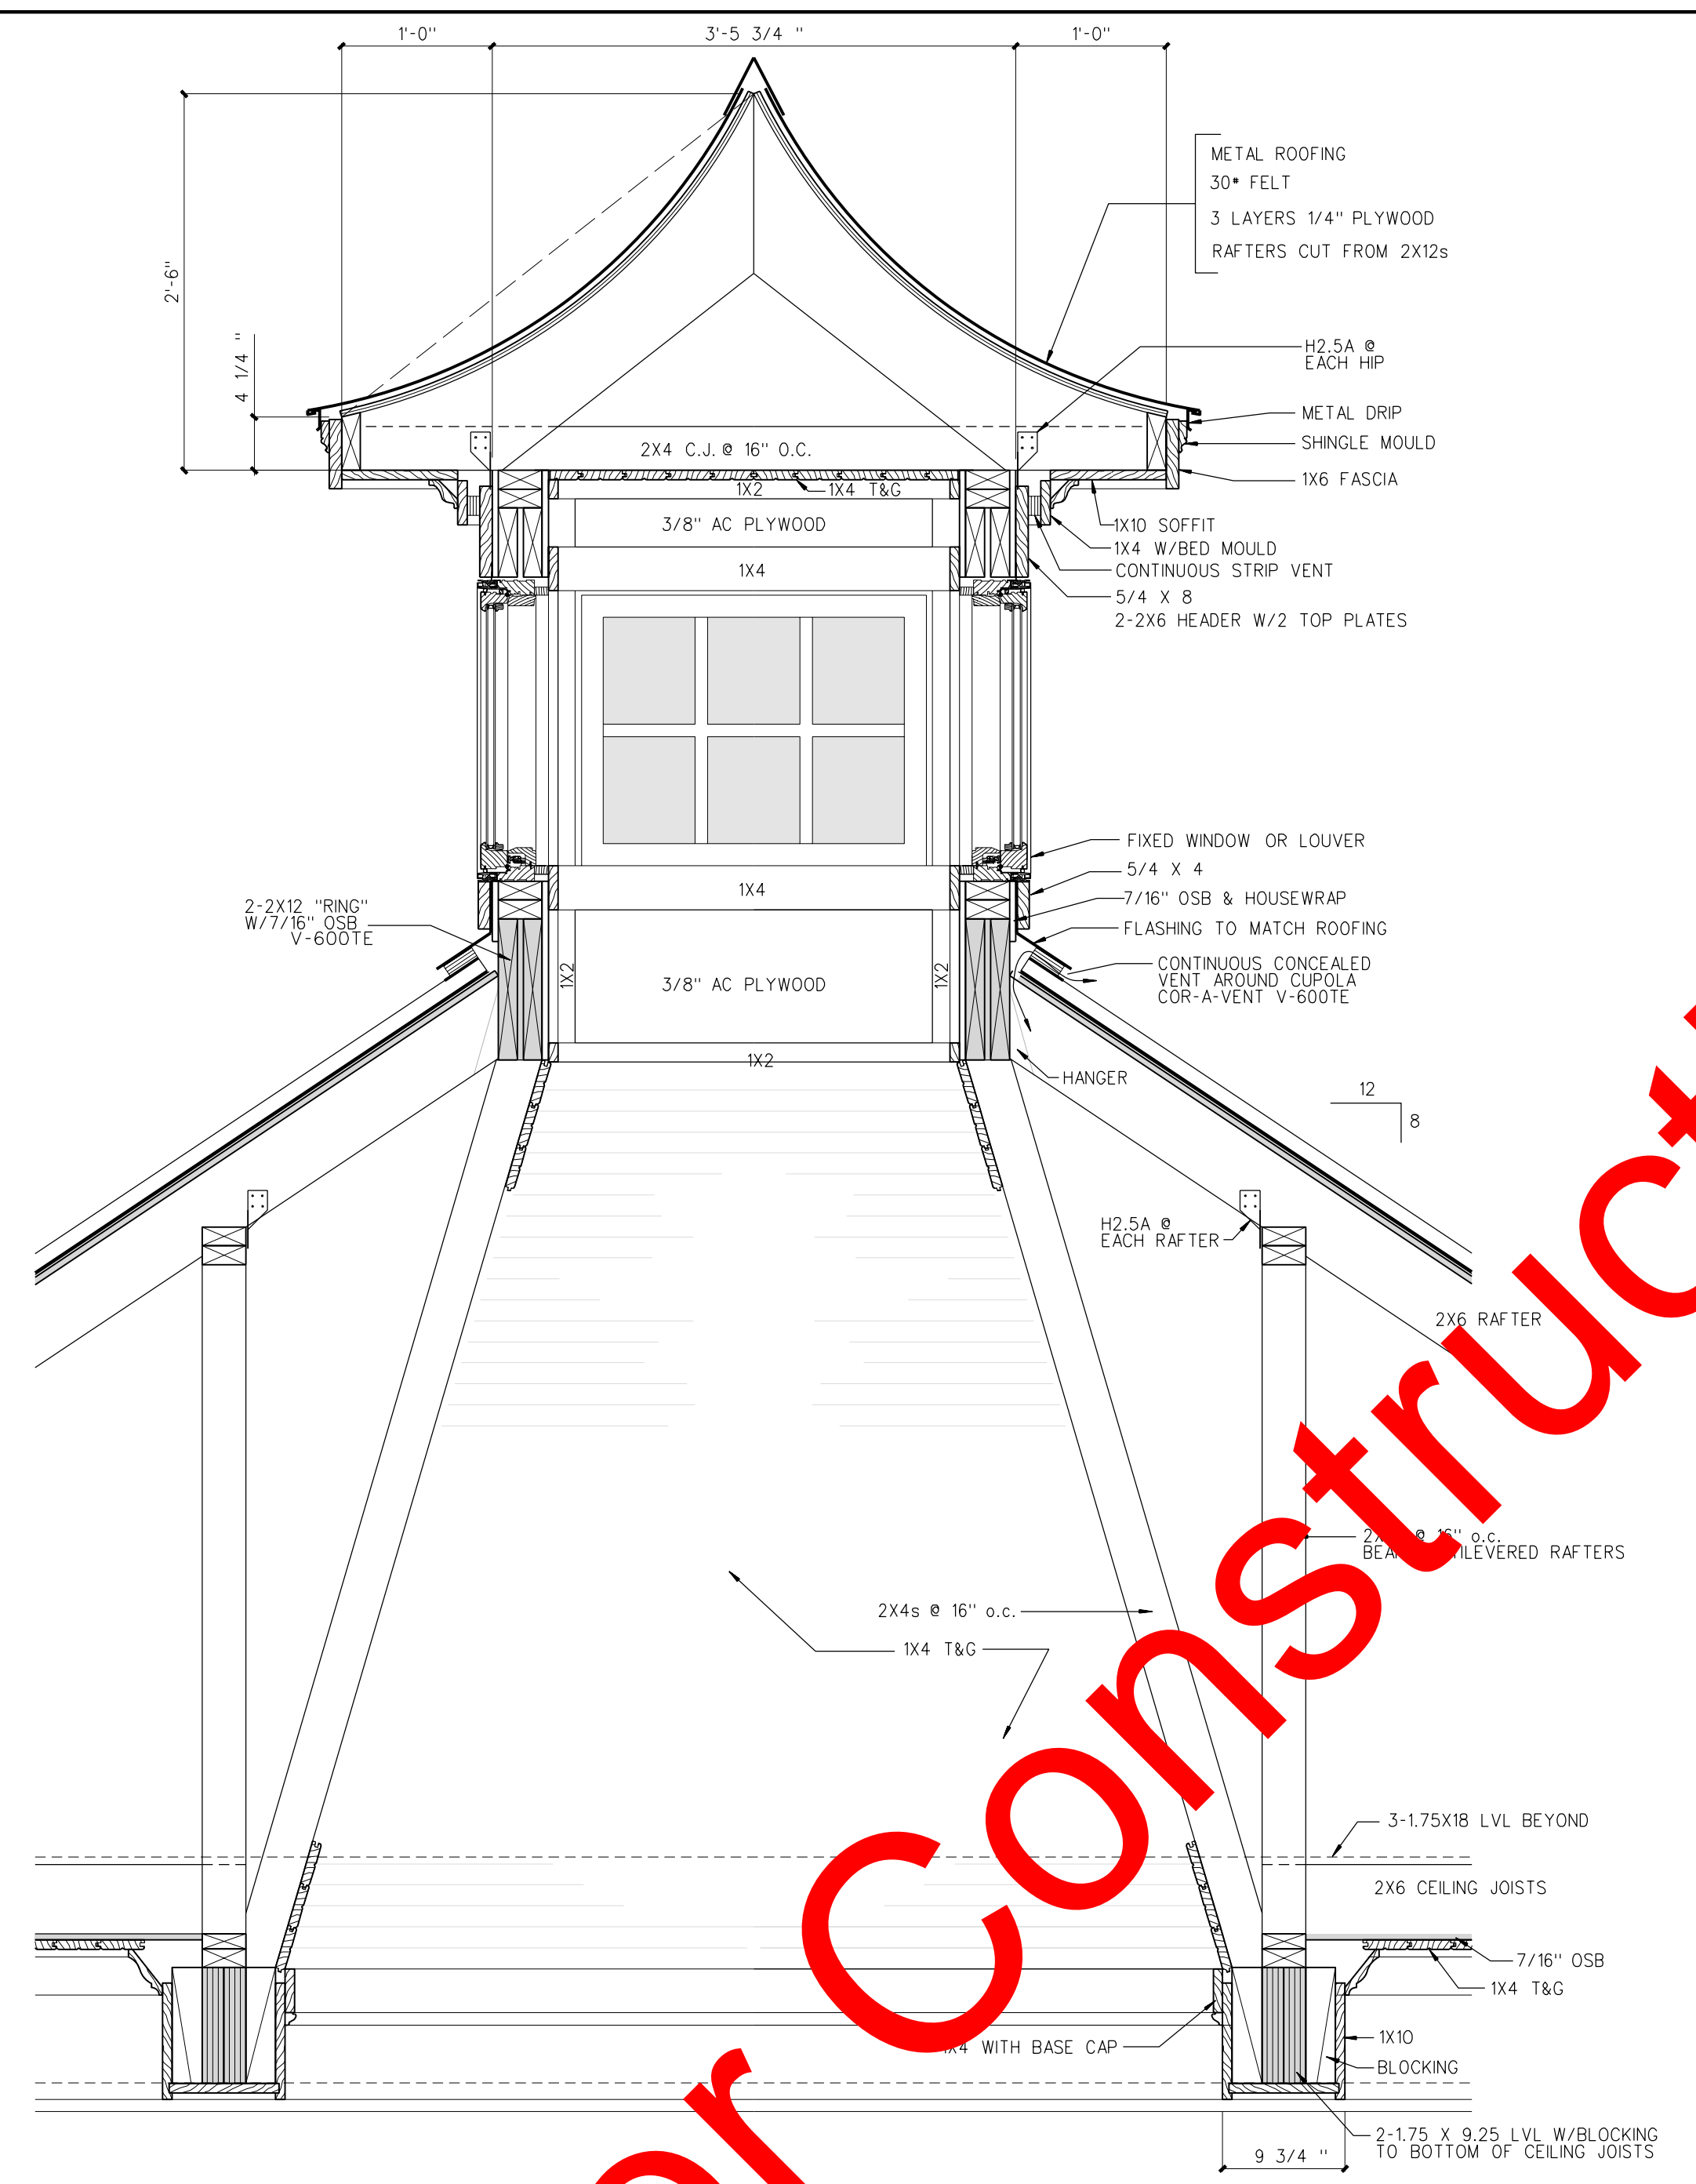 1'-0"
3'-5 3/4 "
1'-0"
2'-6"
4 1/4 "
METAL ROOFING
30# FELT
3 LAYERS 1/4" PLYWOOD
RAFTERS CUT FROM 2X12s
H2.5A @
EACH HIP
METAL DRIP
SHINGLE MOULD
1X6 FASCIA
2X4 C.J. @ 16" O.C.
1X2
1X4 T&G
3/8" AC PLYWOOD
1X10 SOFFIT
1X4 W/BED MOULD
CONTINUOUS STRIP VENT
5/4 X 8
2-2X6 HEADER W/2 TOP PLATES
1X4
FIXED WINDOW OR LOUVER
5/4 X 4
7/16" OSB & HOUSEWRAP
FLASHING TO MATCH ROOFING
CONTINUOUS CONCEALED
VENT AROUND CUPOLA
COR-A-VENT V-600TE
1X4
2-2X12 "RING"
W/7/16" OSB
V-600TE
1X2
3/8" AC PLYWOOD
1X2
1X2
HANGER
12
8
H2.5A @
EACH RAFTER
2X6 RAFTER
@ 16" o.c.
RAFTERS
2X4s @ 16" o.c.
1X4 T&G
3-1.75X18 LVL BEYOND
2X6 CEILING JOISTS
7/16" OSB
1X4 T&G
1X10
BLOCKING
WITH BASE CAP
2-1.75 X 9.25 LVL W/BLOCKING
TO BOTTOM OF CEILING JOISTS
9 3/4 "
or Construct